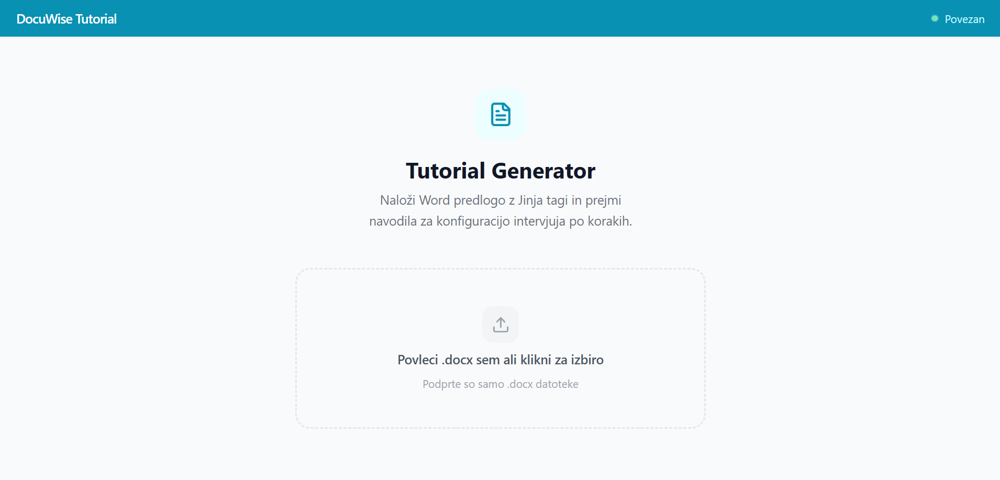 DocuWise Tutorial
Povezan
Tutorial Generator
Naloži Word predlogo z Jinja tagi in prejmi
navodila za konfiguracijo intervjuja po korakih.
Povleci .docx sem ali klikni za izbiro
Podprte so samo .docx datoteke